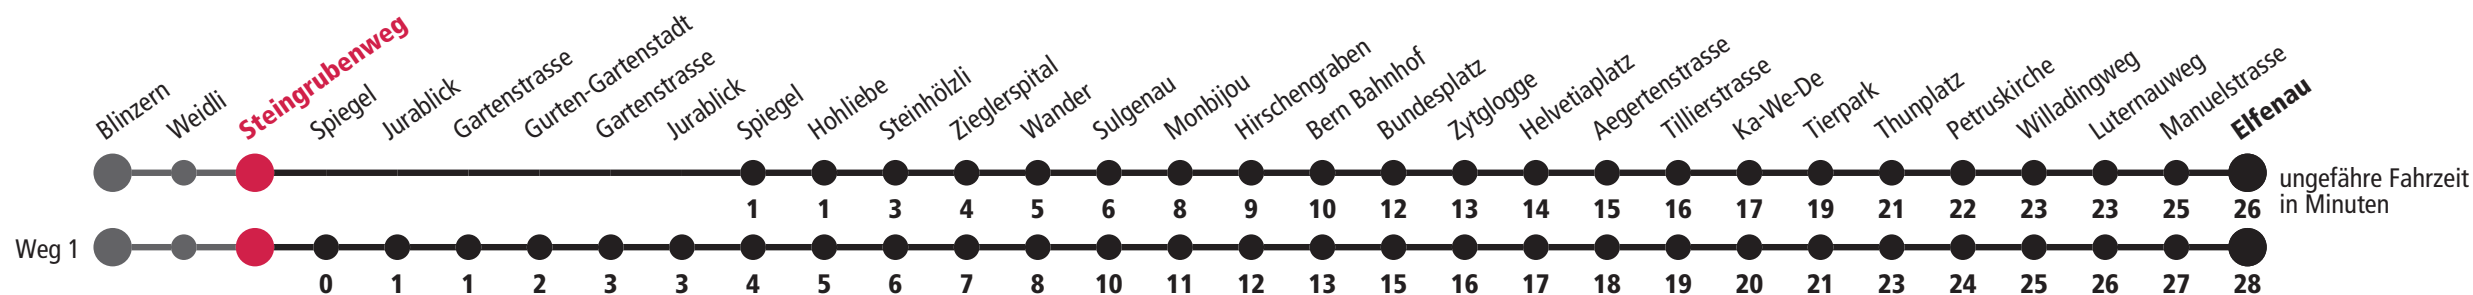 Blinzern
Weidli
Steingrubenweg
Spiegel
Jurablick
Gartenstrasse
Gurten-Gartenstadt
Gartenstrasse
Jurablick
Spiegel
Hohliebe
Steinhölzli
Zieglerspital
Wander
Sulgenau
Monbijou
Hirschengraben
Bern Bahnhof
Bundesplatz
Zytglogge
Helvetiaplatz
Aegertenstrasse
Tillierstrasse
Ka-We-De
Tierpark
Thunplatz
Petruskirche
Willadingweg
Luternauweg
Manuelstrasse
Elfenau
1 1 3 4 5 6 8 9 10 12 13 14 15 16 17 19 21 22 23 23 25 26
ungefähre Fahrzeit
in Minuten
Weg 1
0 1 1 2 3 3 4 5 6 7 8 10 11 12 13 15 16 17 18 19 20 21 23 24 25 26 27 28